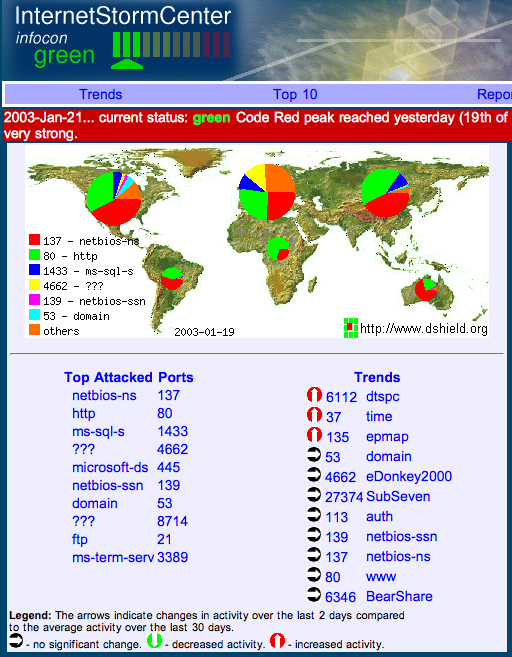 InternetStormCenter
infocon
green
Trends Top 10 Repor
2003-Jan-21... current status: green Code Red peak reached yesterday (19th of
very strong.
137 - netbios-ns
80 - http
1433 - ms-sql-s
4662 - ???
139 - netbios-ssn
53 - domain
others
2003-01-19
http://www.dshield.org
Top Attacked Ports
netbios-ns 137
http 80
ms-sql-s 1433
??? 4662
microsoft-ds 445
netbios-ssn 139
domain 53
??? 8714
ftp 21
ms-term-serv 3389
Trends
6112 dtspc
37 time
135 epmap
53 domain
4662 eDonkey2000
27374 SubSeven
113 auth
139 netbios-ssn
137 netbios-ns
80 www
6346 BearShare
Legend: The arrows indicate changes in activity over the last 2 days compared
to the average activity over the last 30 days.
- no significant change. - decreased activity. - increased activity.